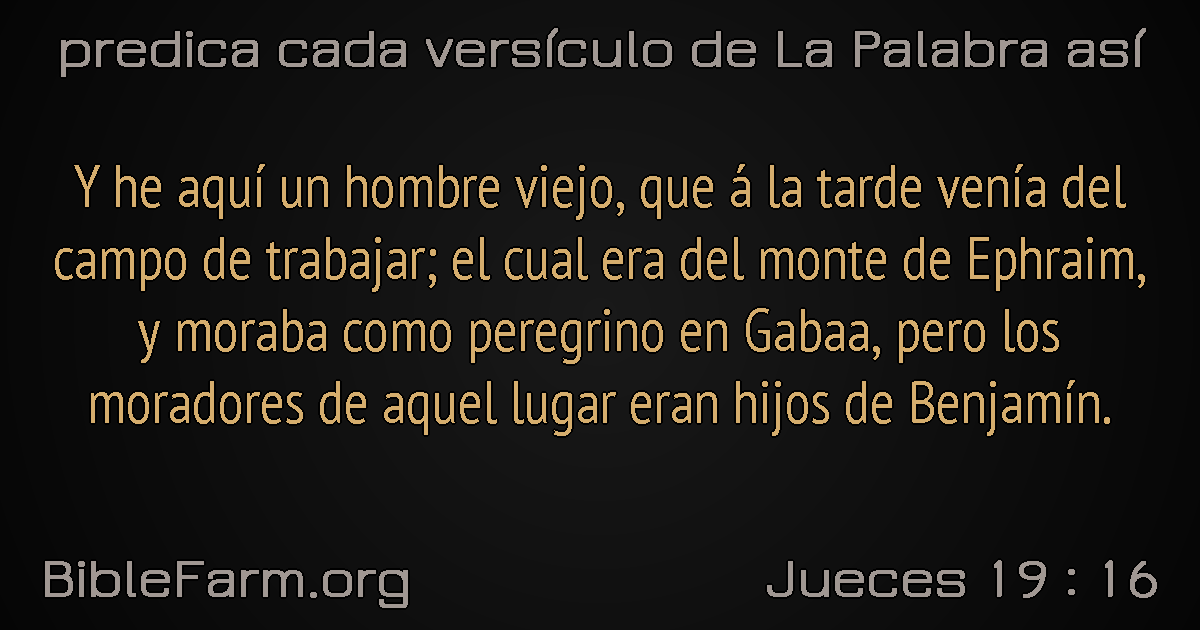 predica cada versículo de La Palabra así
Y he aquí un hombre viejo, que á la tarde venía del
campo de trabajar; el cual era del monte de Ephraim,
y moraba como peregrino en Gabaa, pero los
moradores de aquel lugar eran hijos de Benjamín.
BibleFarm.org
Jueces 19 : 16